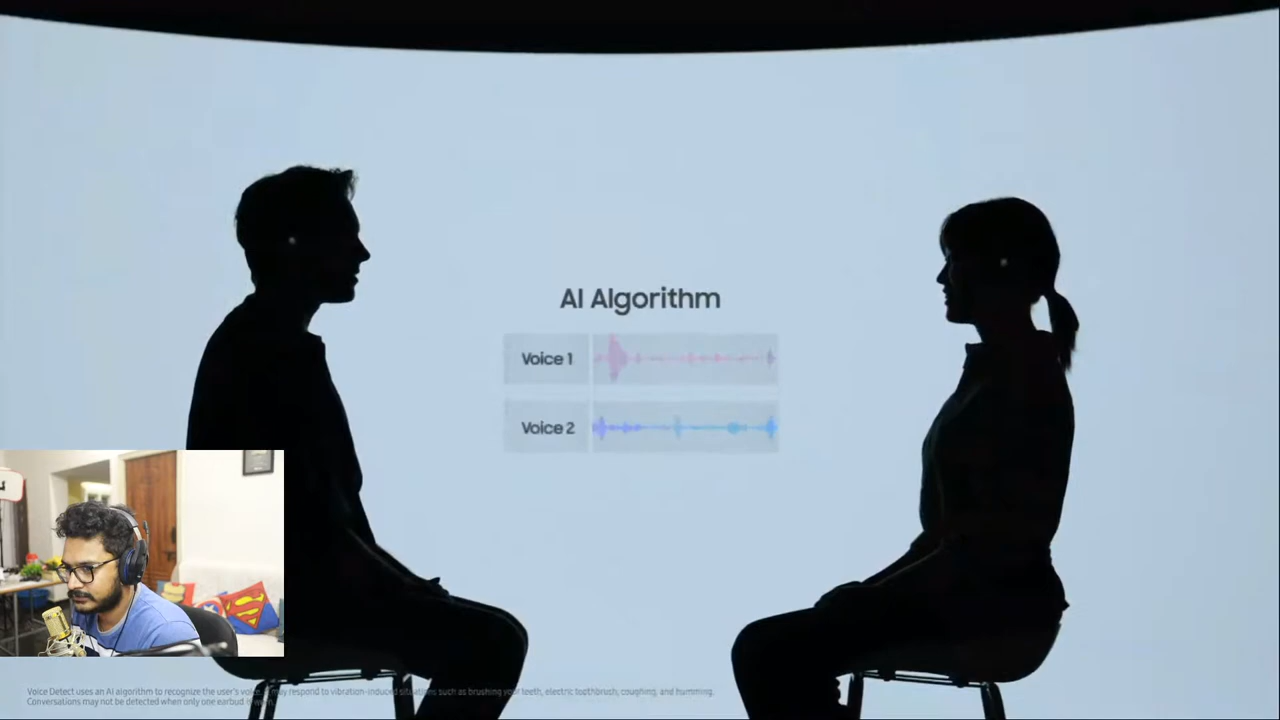 AI Algorithm
Voice 1
Voice 2
Voice Detect uses an AI algorithm to recognize the user's voice. It may respond to vibration-induced situations such as brushing your teeth, electric toothbrush, coughing, and humming.
Conversations may not be detected when only one earbud is